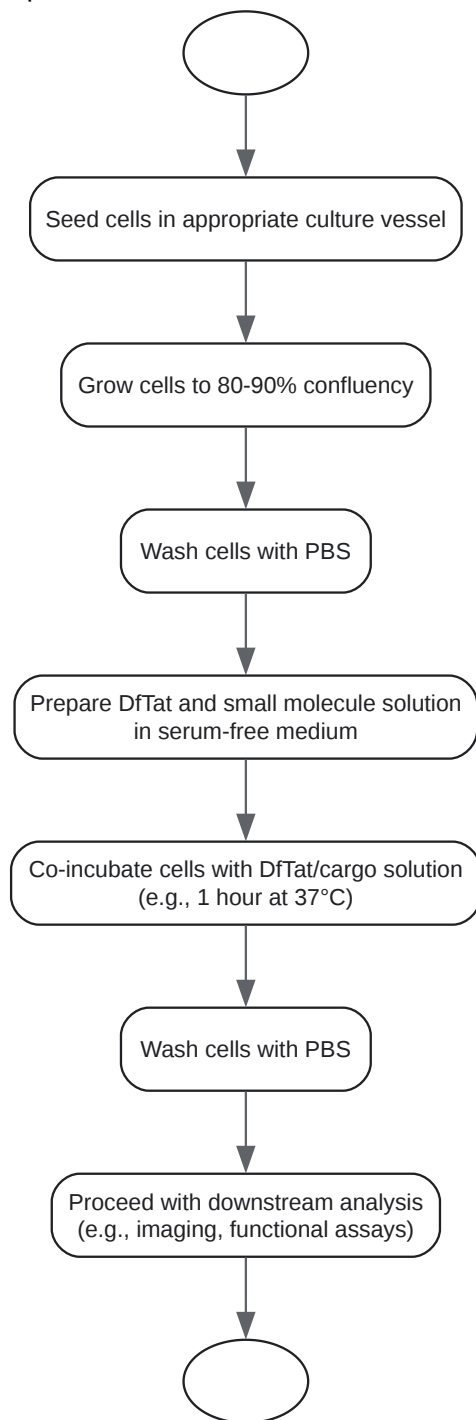 Seed cells in appropriate culture vessel
Grow cells to 80-90% confluency
Wash cells with PBS
Prepare DfTat and small molecule solution
in serum-free medium
Co-incubate cells with DfTat/cargo solution
(e.g., 1 hour at 37°C)
Wash cells with PBS
Proceed with downstream analysis
(e.g., imaging, functional assays)